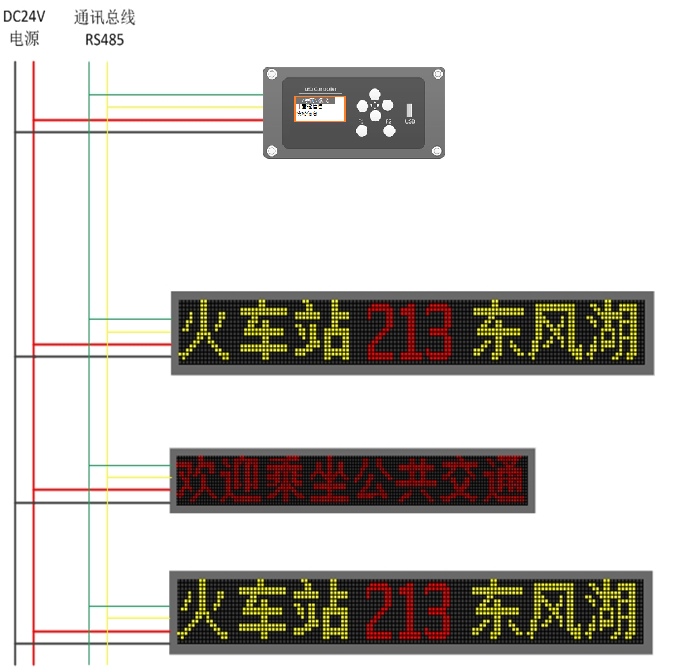 DC24V 通讯总线
电源 RS485
USB
火车站 213 东风湖
欢迎乘坐公共交通
火车站 213 东风湖